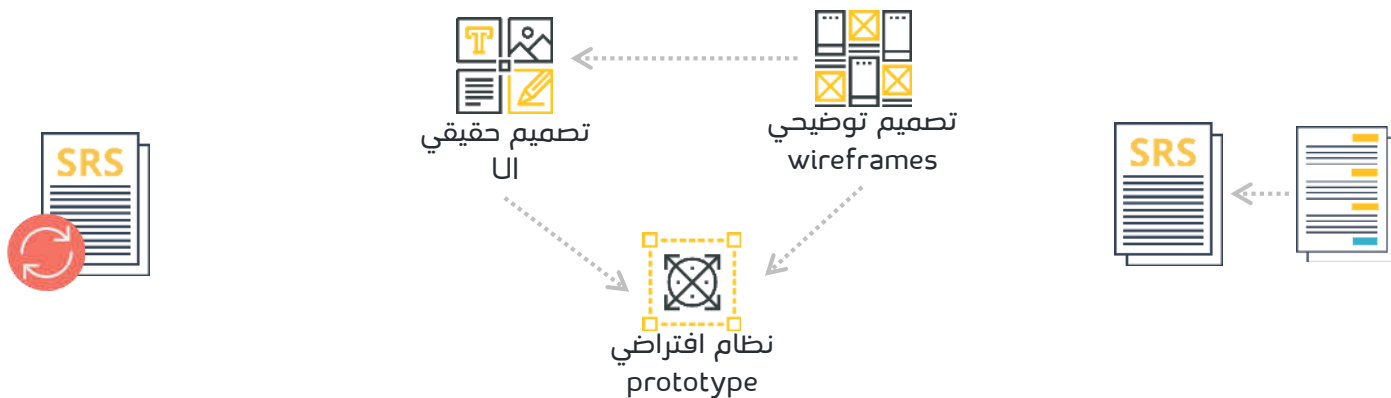 SRS
تصميم توضيحي
wireframes
تصميم حقيقي
UI
نظام افتراضي
prototype
SRS